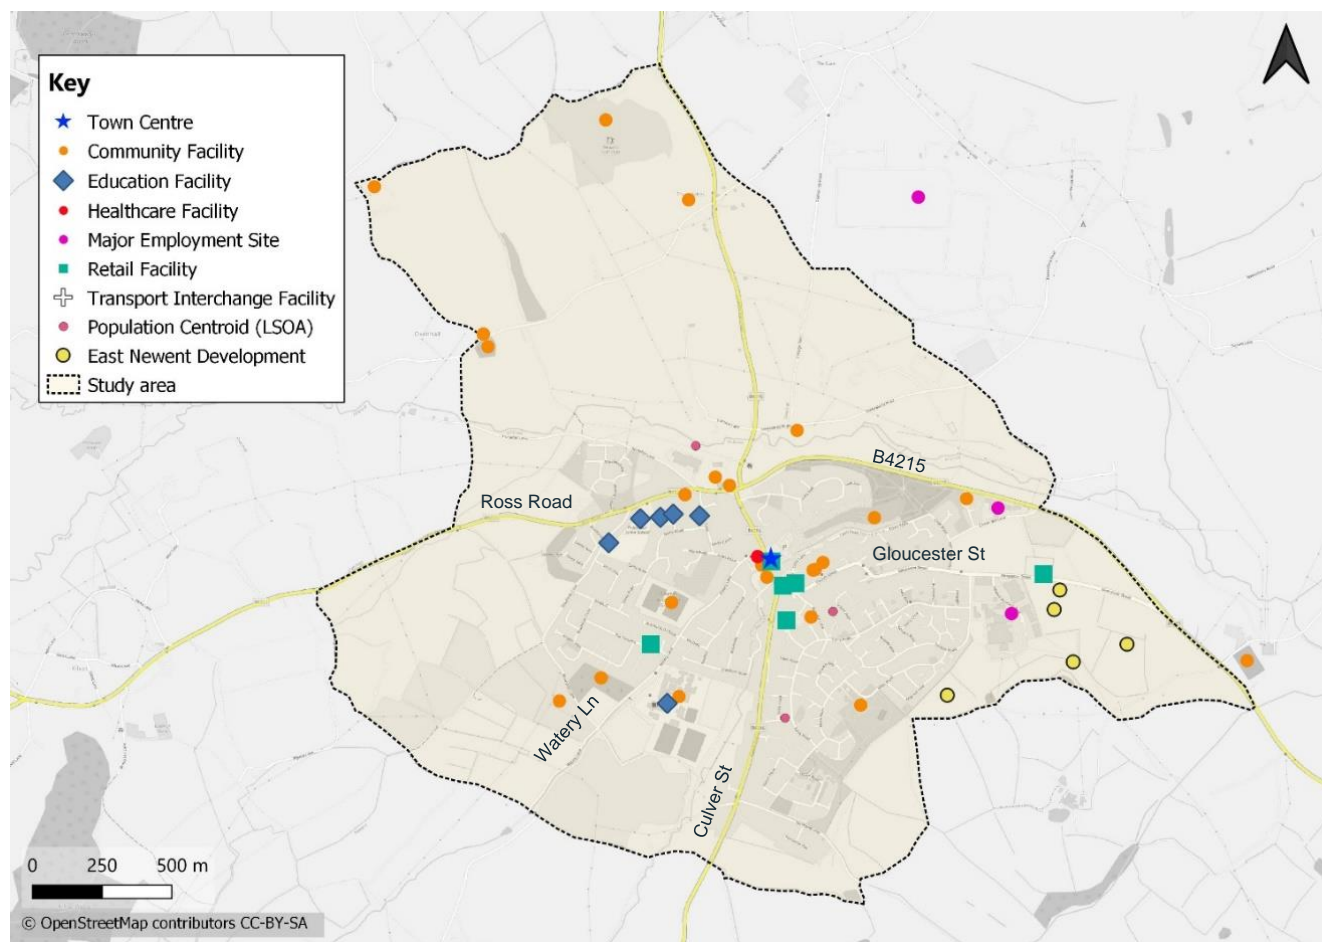 Key
Town Centre
Community Facility
Education Facility
Healthcare Facility
Major Employment Site
Retail Facility
Transport Interchange Facility
Population Centroid (LSOA)
East Newent Development
Study area
B4215
Ross Road
Gloucester St
Watery Ln
Culver St
0 250 500 m
© OpenStreetMap contributors CC-BY-SA